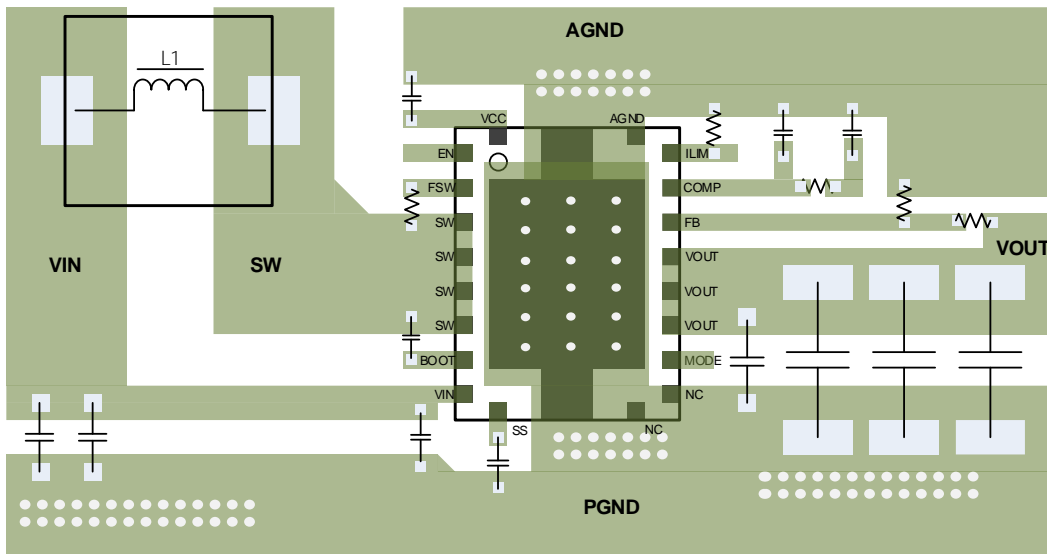 AGND
L1
VCC
AGND
EN
ILIM
FSW
COMP
SW
FB
VIN
SW
SW
VOUT
VOUT
SW
VOUT
SW
VOUT
BOOT
MODE
VIN
NC
SS
NC
PGND